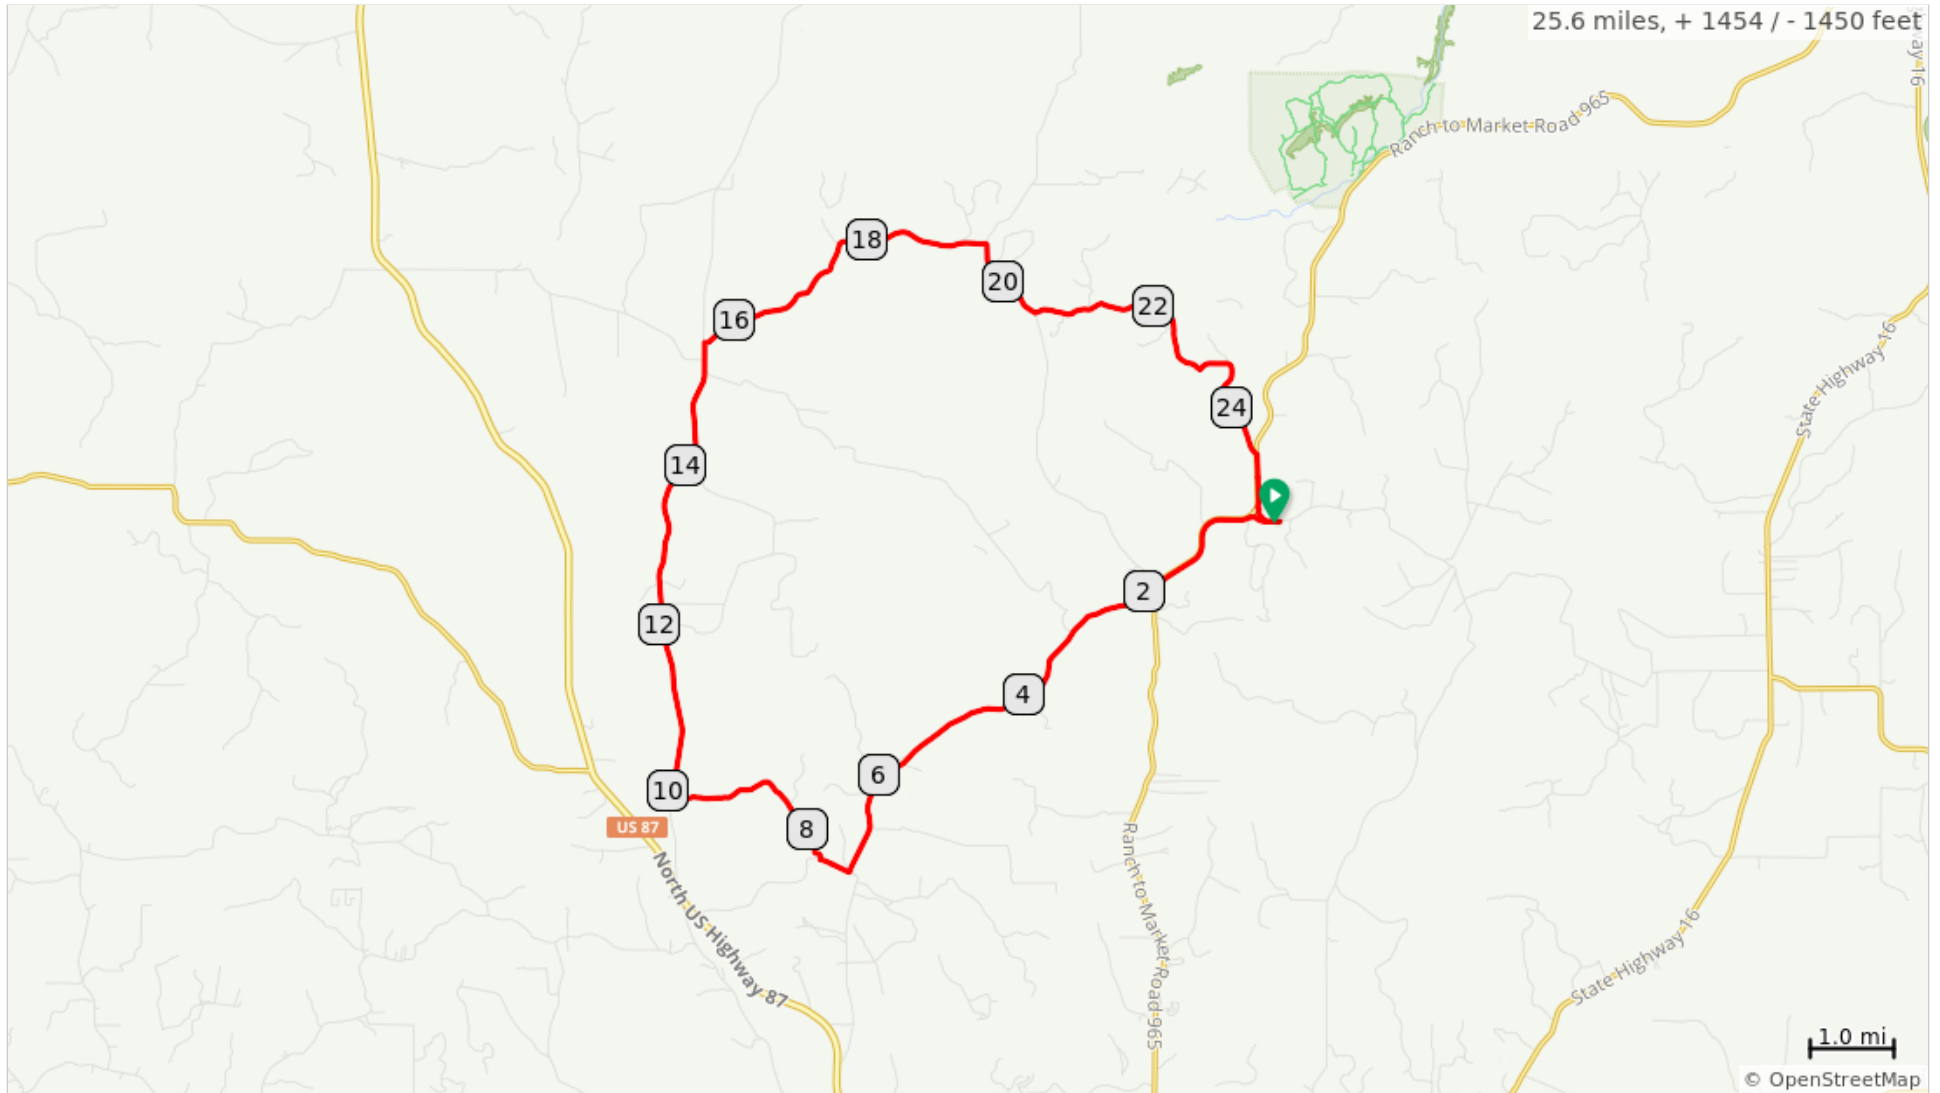 25.6 miles, + 1454 / - 1450 feet
way 16
Ranch to Market Road 965
18
20
22
16
State Highway 16
24
14
2
12
4
6
10
8
US 87
North US Highway 87
Ranch to Market Road 965
State Highway 16
1.0 mi
© OpenStreetMap